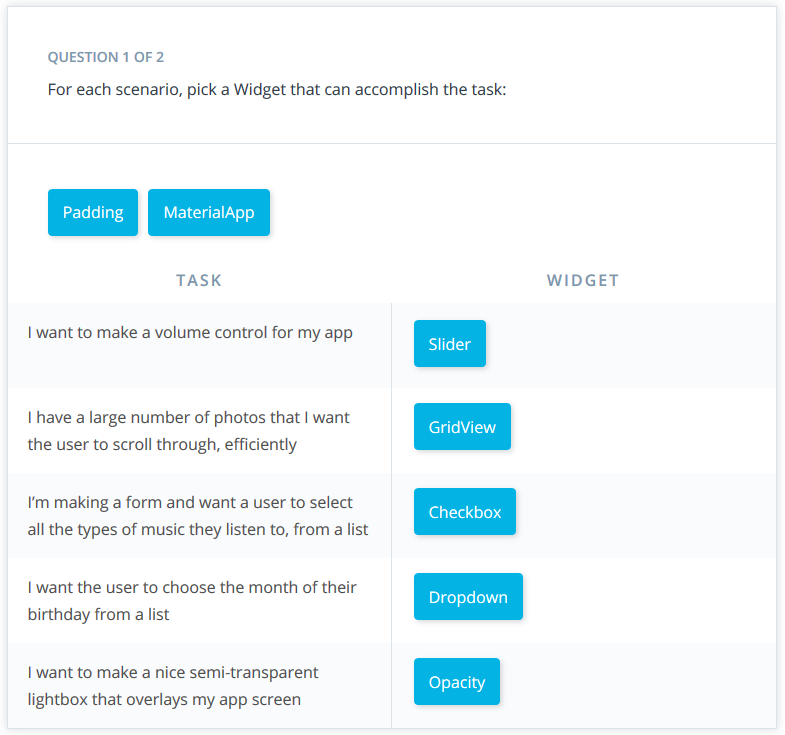 QUESTION 1 OF 2
For each scenario, pick a Widget that can accomplish the task:
Padding MaterialApp
TASK WIDGET
I want to make a volume control for my app
Slider
I have a large number of photos that I want
the user to scroll through, efficiently
GridView
I’m making a form and want a user to select
all the types of music they listen to, from a list
Checkbox
I want the user to choose the month of their
birthday from a list
Dropdown
I want to make a nice semi-transparent
lightbox that overlays my app screen
Opacity